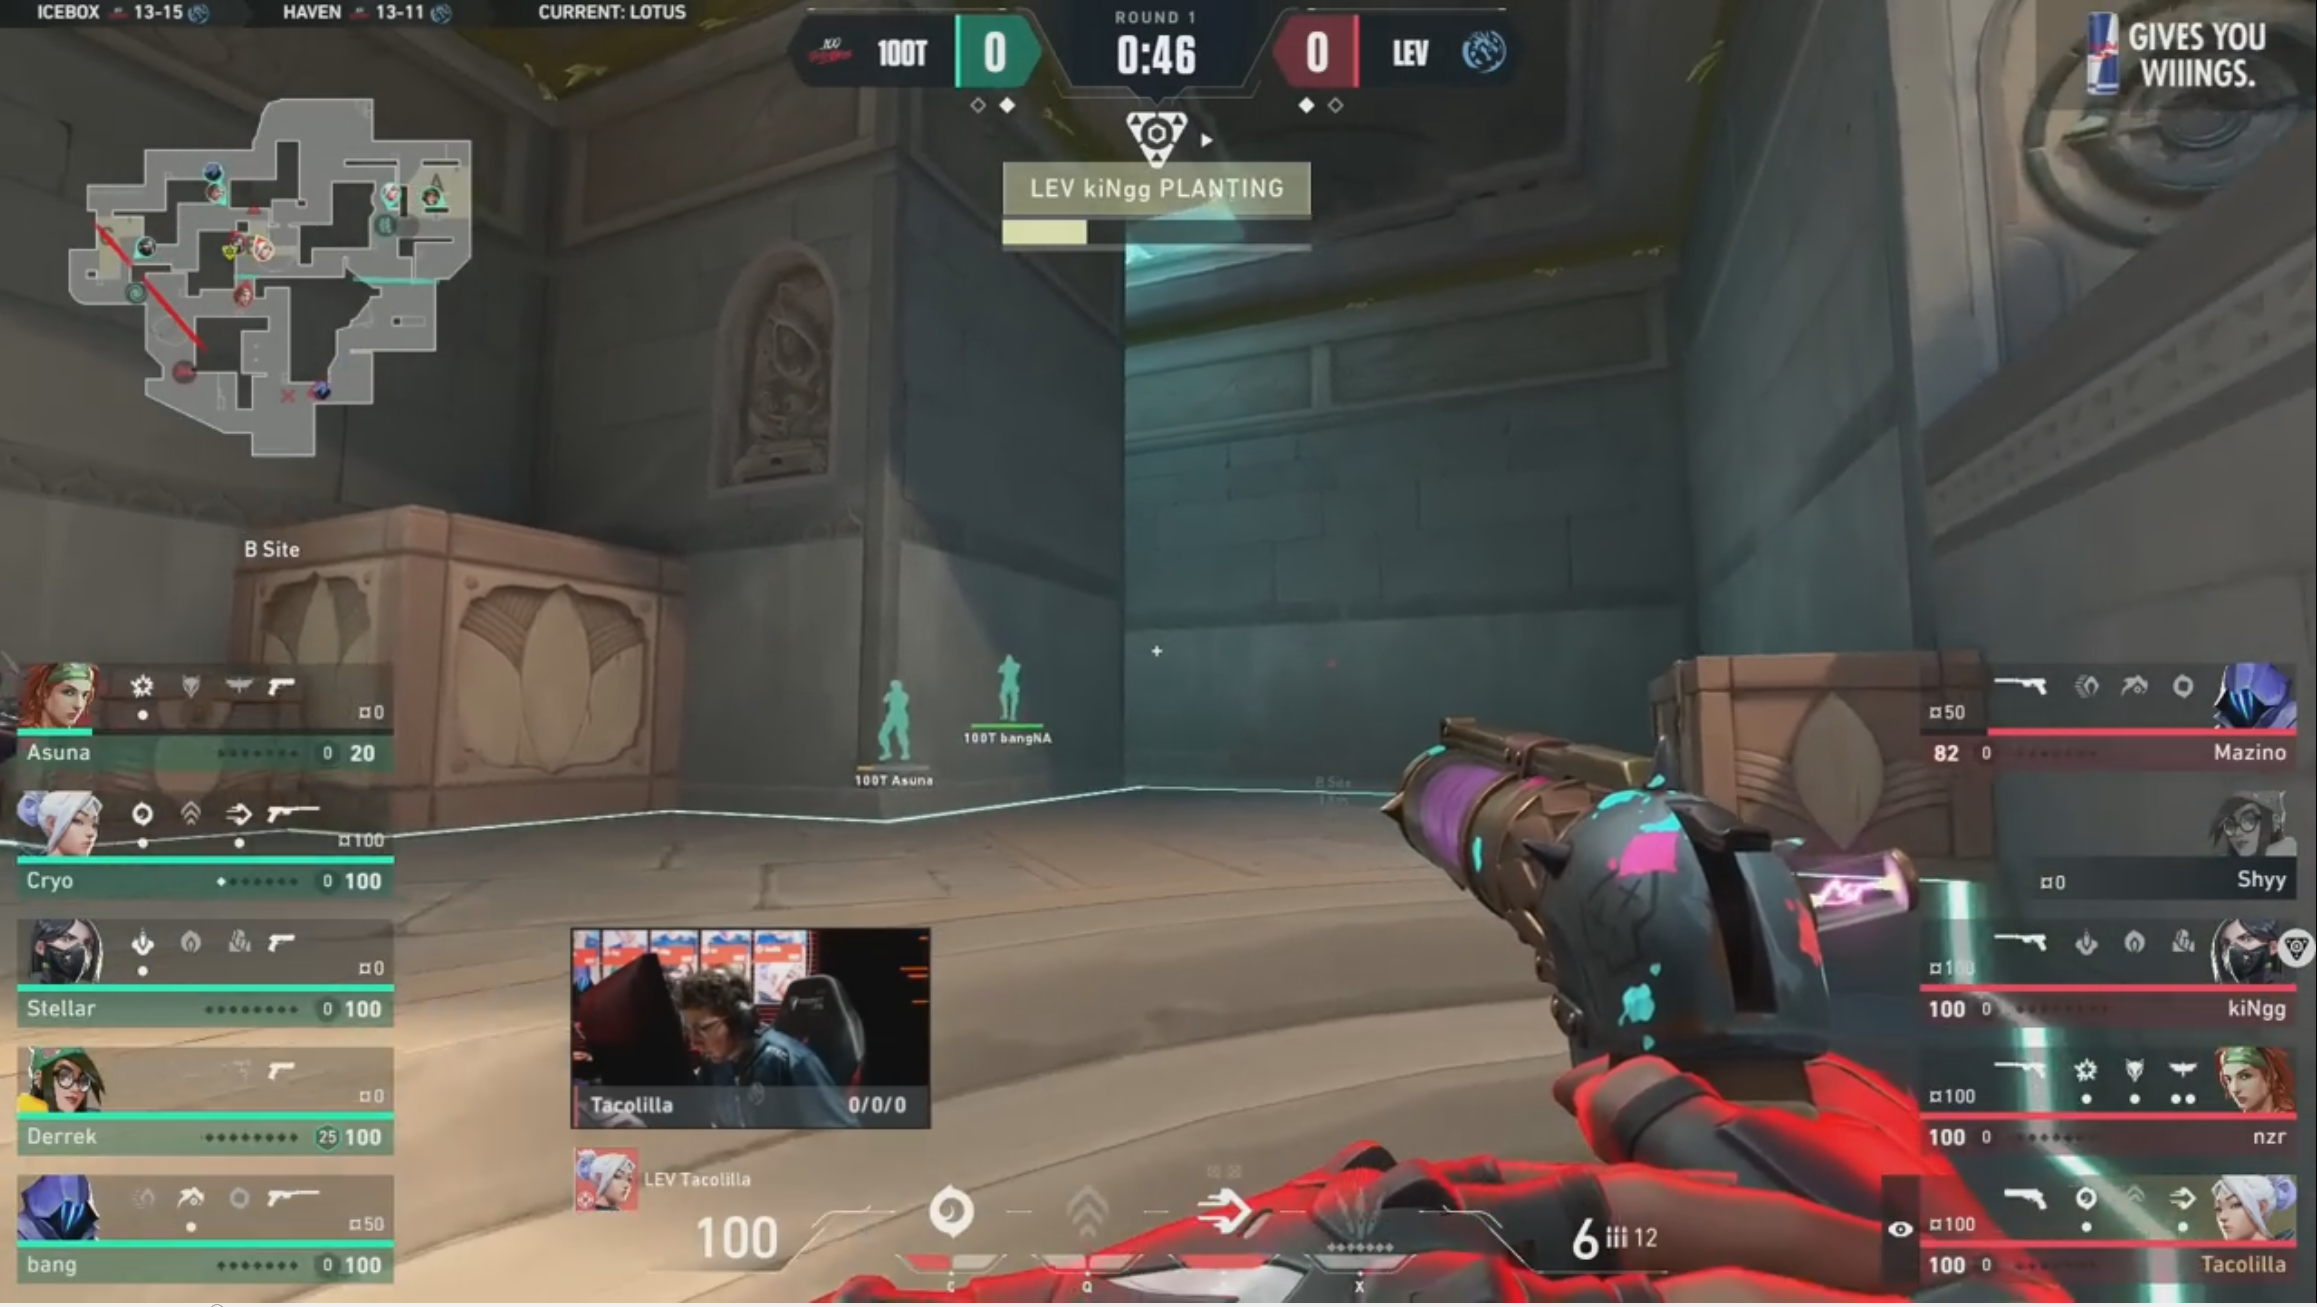 ICEBOX 13-15
HAVEN 13-11
CURRENT: LOTUS
100T 0
ROUND 1
0:46
0 LEV
GIVES YOU
WIIINGS.
LEV kiNgg PLANTING
A
B Site
100T bangNA
100T Asuna
¤0
Asuna 0 20
¤100
Cryo 0 100
¤0
Stellar 0 100
¤0
Derrek 25 100
¤50
bang 0 100
¤50
82 0 Mazino
¤0 Shyy
¤100
100 0 kiNgg
¤100
100 0 nzr
¤100
100 0 Tacolilla
Tacolilla 0/0/0
LEV Tacolilla
100
6 12
C Q X